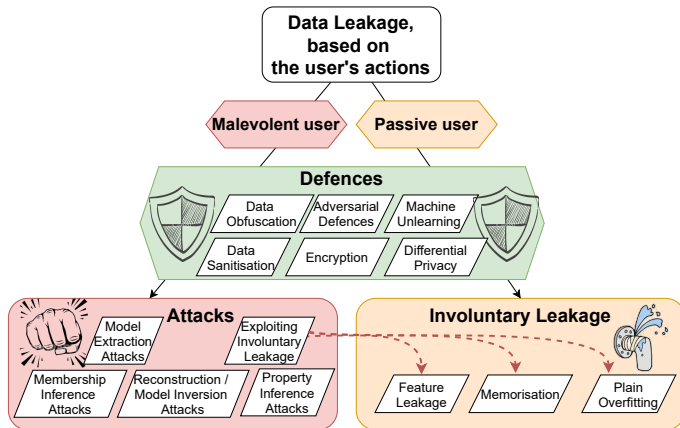 Data Leakage,
based on
the user's actions
Malevolent user
Passive user
Defences
Data
Obfuscation
Adversarial
Defences
Machine
Unlearning
Data
Sanitisation
Encryption
Differential
Privacy
Attacks
Model
Extraction
Attacks
Exploiting
Involuntary
Leakage
Membership
Inference
Attacks
Reconstruction /
Model Inversion
Attacks
Property
Inference
Attacks
Involuntary Leakage
Feature
Leakage
Memorisation
Plain
Overfitting